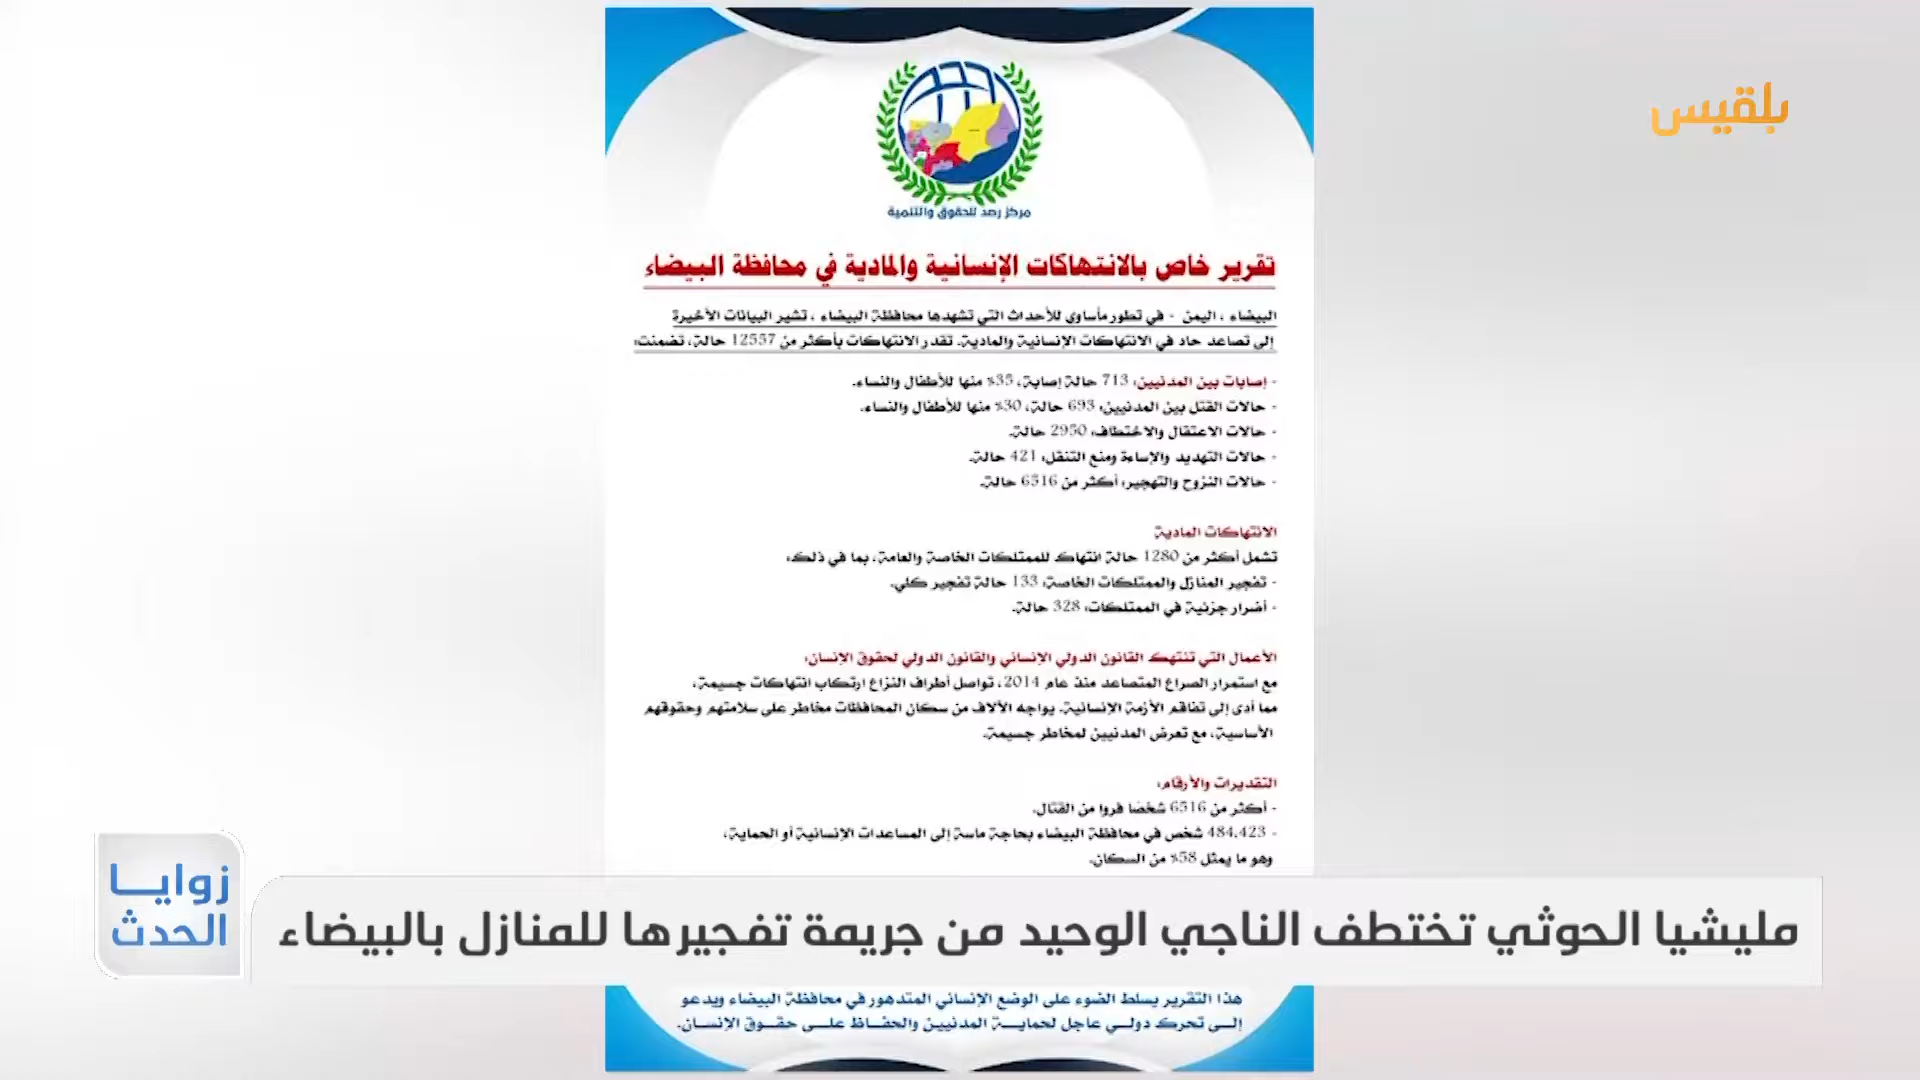 بلقيس
مركز رصد للحقوق والتنمية
تقرير خاص بالانتهاكات الإنسانية والمادية في محافظة البيضاء
البيضاء ، اليمن - في تطور مأساوي للأحداث التي تشهدها محافظة البيضاء ، تشير البيانات الأخيرة
إلى تصاعد حاد في الانتهاكات الإنسانية والمادية. تقدر الانتهاكات بأكثر من 12557 حالة، تضمنت:
- إصابات بين المدنيين: 713 حالة إصابة، 35% منها للأطفال والنساء.
- حالات القتل بين المدنيين: 693 حالة، 30% منها للأطفال والنساء.
- حالات الاعتقال والاختطاف: 2950 حالة.
- حالات التهديد والإساءة ومنع التنقل: 421 حالة.
- حالات النزوح والتهجير: أكثر من 6516 حالة.
الانتهاكات المادية
تشمل أكثر من 1280 حالة انتهاك للممتلكات الخاصة والعامة، بما في ذلك:
- تفجير المنازل والممتلكات الخاصة: 133 حالة تفجير كلي.
- أضرار جزئية في الممتلكات: 328 حالة.
الأعمال التي تنتهك القانون الدولي الإنساني والقانون الدولي لحقوق الإنسان:
مع استمرار الصراع المتصاعد منذ عام 2014، تواصل أطراف النزاع ارتكاب انتهاكات جسيمة،
مما أدى إلى تفاقم الأزمة الإنسانية. يواجه الآلاف من سكان المحافظات مخاطر على سلامتهم وحقوقهم
الأساسية، مع تعرض المدنيين لمخاطر جسيمة.
التقديرات والأرقام:
- أكثر من 6516 شخصا فروا من القتال.
- 484.423 شخص في محافظة البيضاء بحاجة ماسة إلى المساعدات الإنسانية أو الحماية،
وهو ما يمثل 58% من السكان.
زوايا
الحدث
مليشيا الحوثي تختطف الناجي الوحيد من جريمة تفجيرها للمنازل بالبيضاء
هذا التقرير يسلط الضوء على الوضع الإنساني المتدهور في محافظة البيضاء ويدعو
إلى تحرك دولي عاجل لحماية المدنيين والحفاظ على حقوق الإنسان.